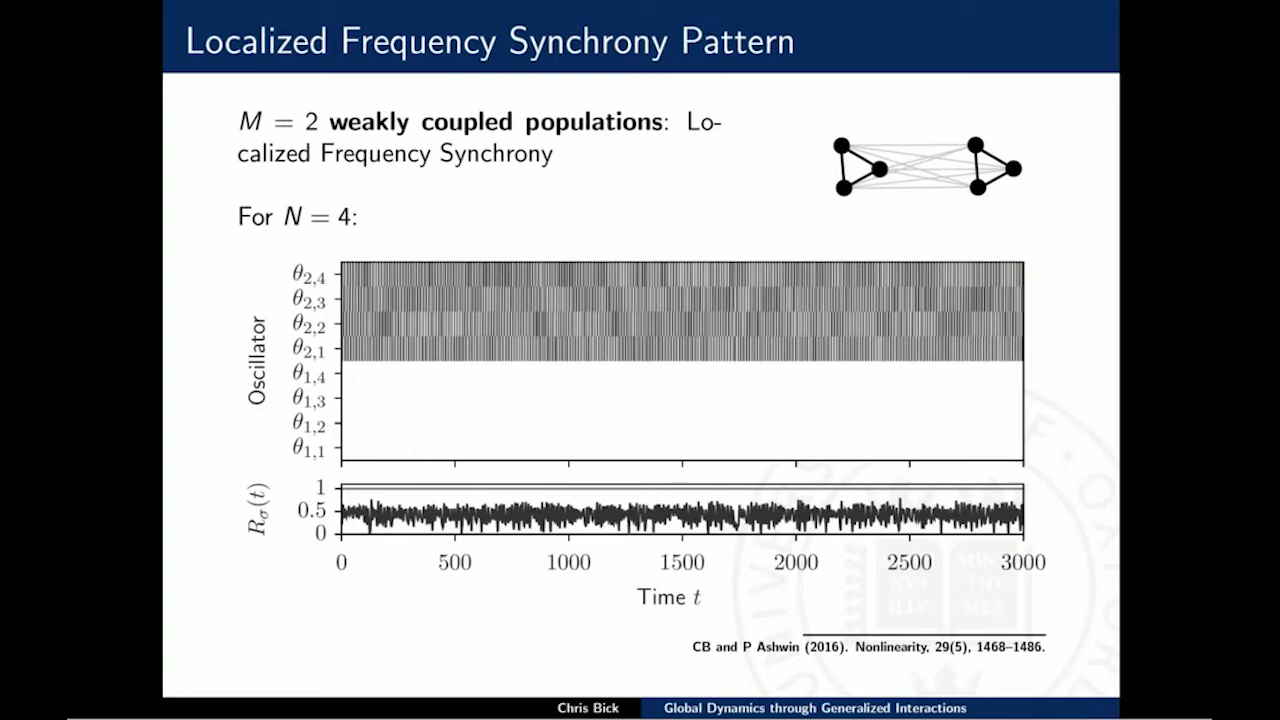 Localized Frequency Synchrony Pattern
M = 2 weakly coupled populations: Lo-
calized Frequency Synchrony
For N = 4:
Oscillator
θ2,4
θ2,3
θ2,2
θ2,1
θ1,4
θ1,3
θ1,2
θ1,1
Rσ(t)
1
0.5
0
0 500 1000 1500 2000 2500 3000
Time t
CB and P Ashwin (2016). Nonlinearity, 29(5), 1468–1486.
Chris Bick Global Dynamics through Generalized Interactions